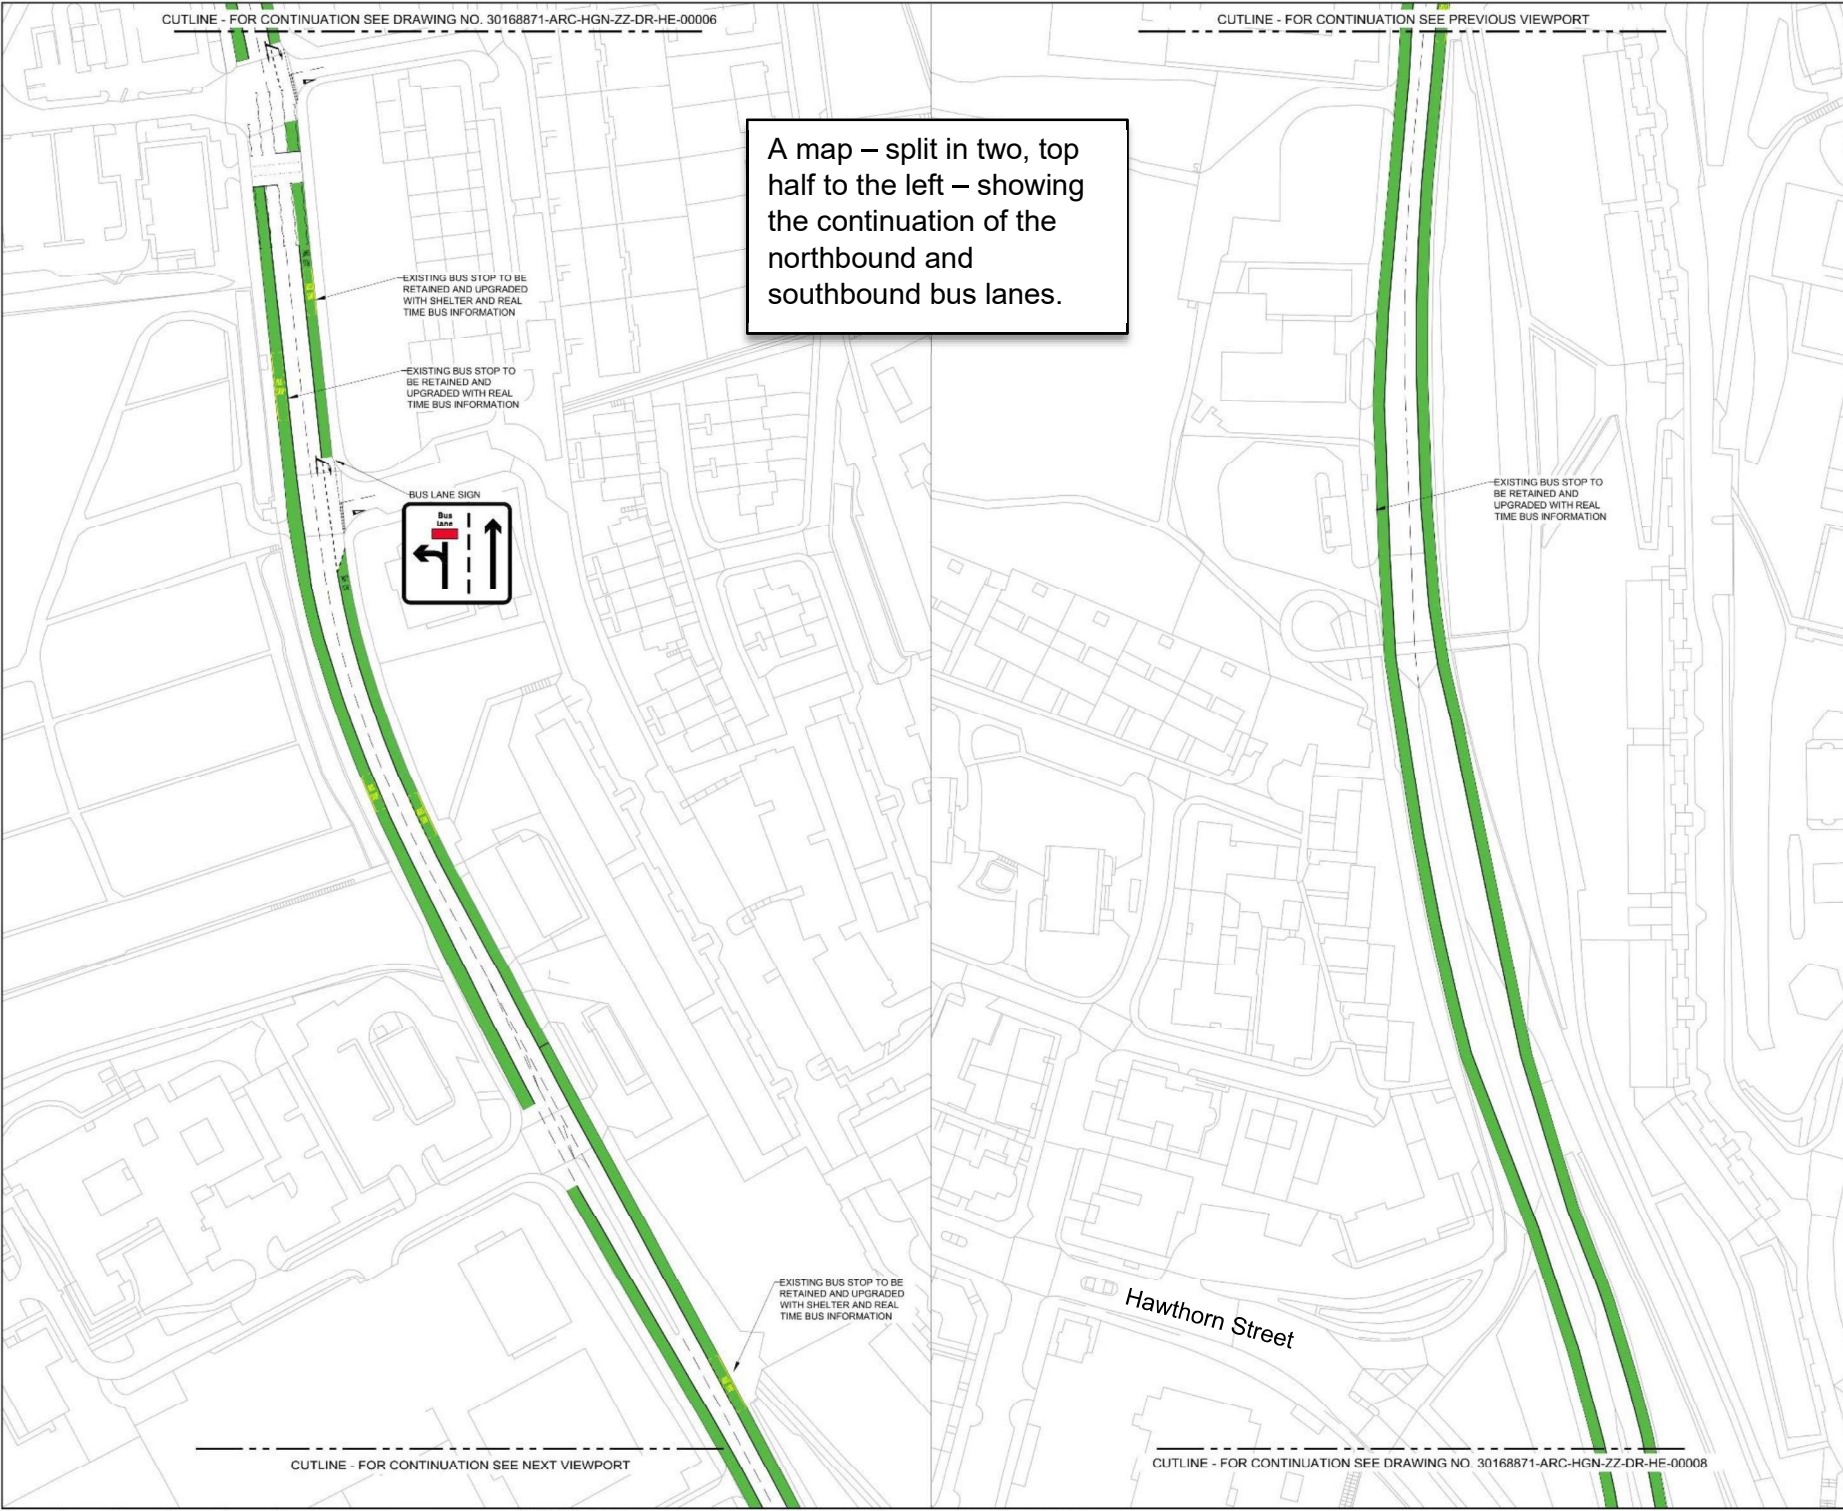 CUTLINE - FOR CONTINUATION SEE DRAWING NO. 30168871-ARC-HGN-ZZ-DR-HE-00006
CUTLINE - FOR CONTINUATION SEE PREVIOUS VIEWPORT
A map – split in two, top
half to the left – showing
the continuation of the
northbound and
southbound bus lanes.
EXISTING BUS STOP TO BE
RETAINED AND UPGRADED
WITH SHELTER AND REAL
TIME BUS INFORMATION
EXISTING BUS STOP TO
BE RETAINED AND
UPGRADED WITH REAL
TIME BUS INFORMATION
BUS LANE SIGN
Bus
lane
EXISTING BUS STOP TO
BE RETAINED AND
UPGRADED WITH REAL
TIME BUS INFORMATION
EXISTING BUS STOP TO BE
RETAINED AND UPGRADED
WITH SHELTER AND REAL
TIME BUS INFORMATION
Hawthorn Street
CUTLINE - FOR CONTINUATION SEE NEXT VIEWPORT
CUTLINE - FOR CONTINUATION SEE DRAWING NO. 30168871-ARC-HGN-ZZ-DR-HE-00008